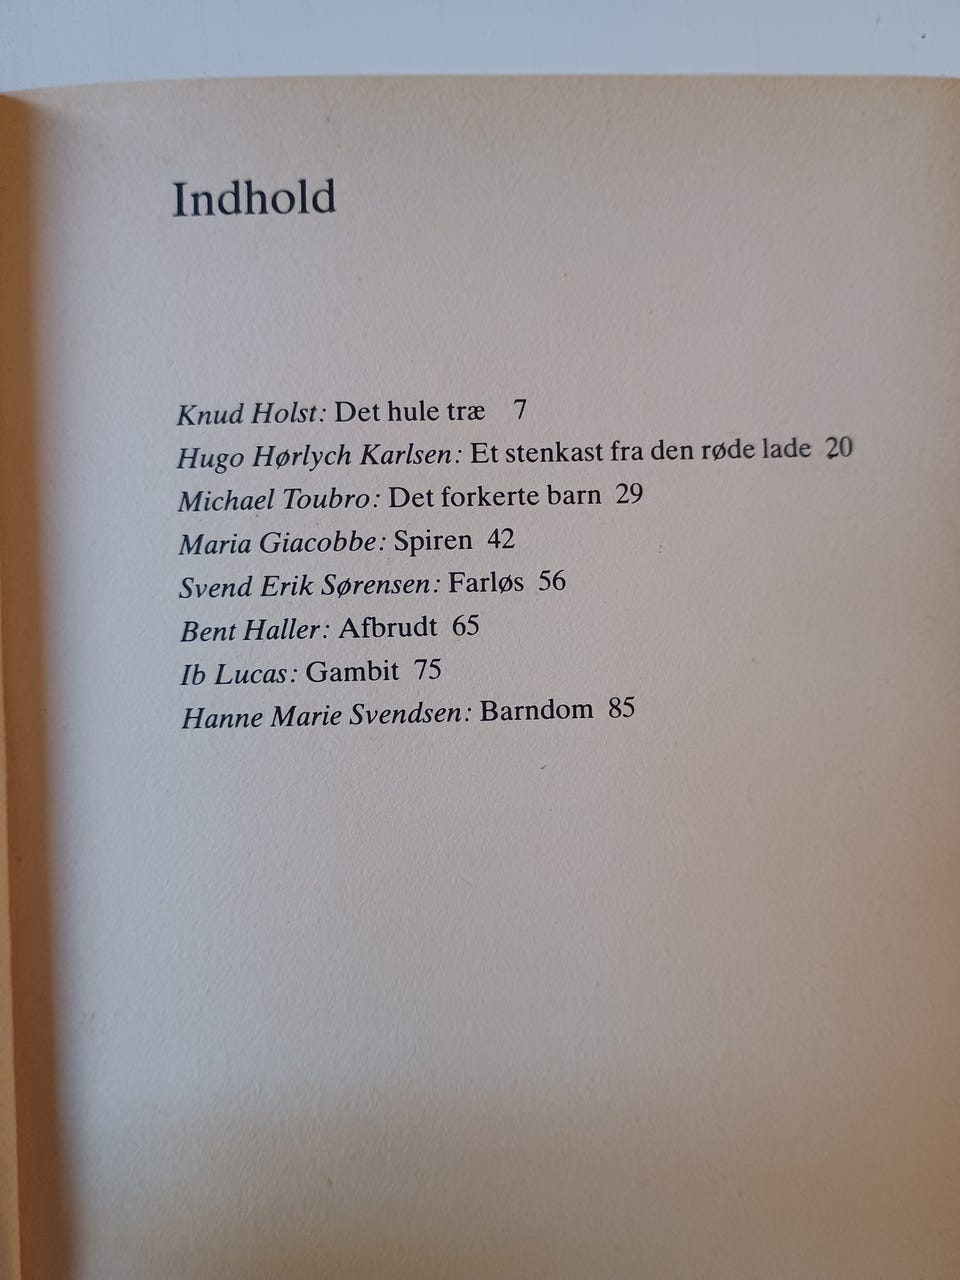 Indhold
Knud Holst: Det hule træ 7
Hugo Hørlych Karlsen: Et stenkast fra den røde lade 20
Michael Toubro: Det forkerte barn 29
Maria Giacobbe: Spiren 42
Svend Erik Sørensen: Farløs 56
Bent Haller: Afbrudt 65
Ib Lucas: Gambit 75
Hanne Marie Svendsen: Barndom 85